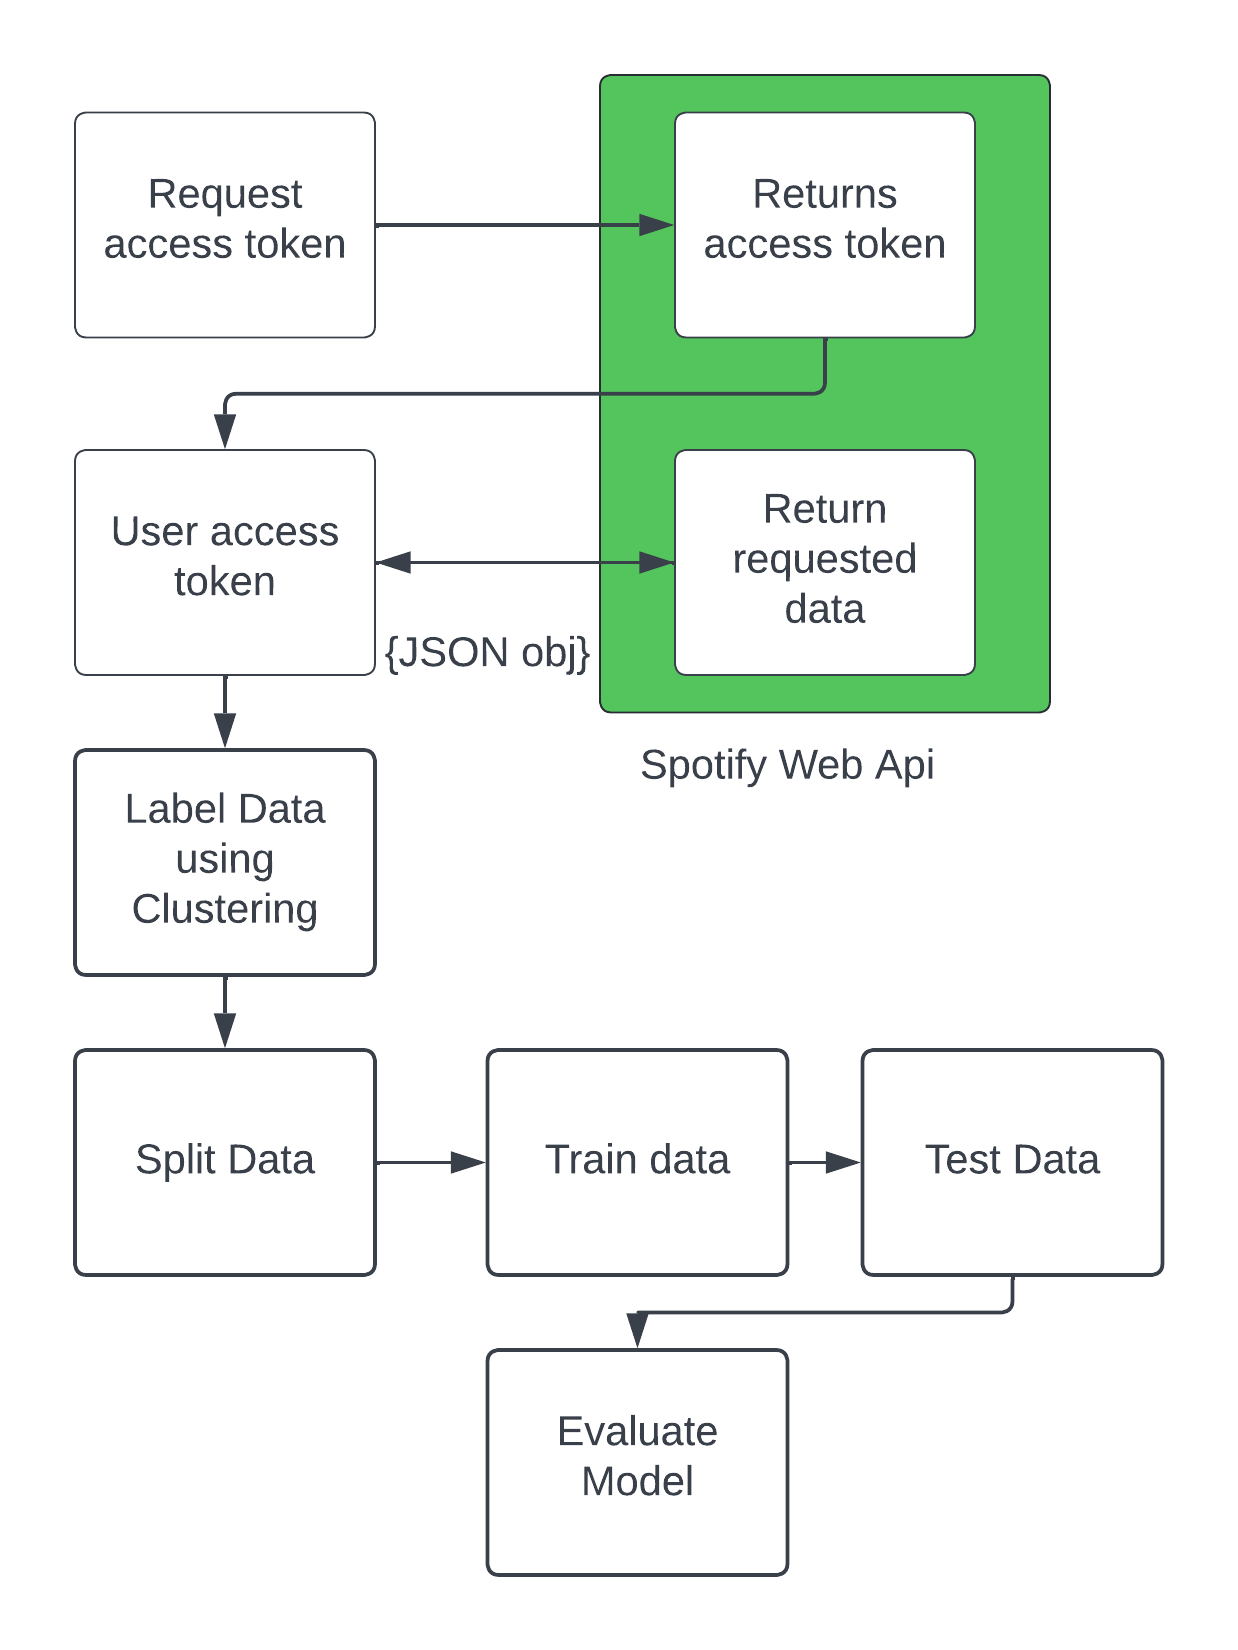 Request
access token
Returns
access token
User access
token
Return
requested
data
{JSON obj}
Spotify Web Api
Label Data
using
Clustering
Split Data
Train data
Test Data
Evaluate
Model